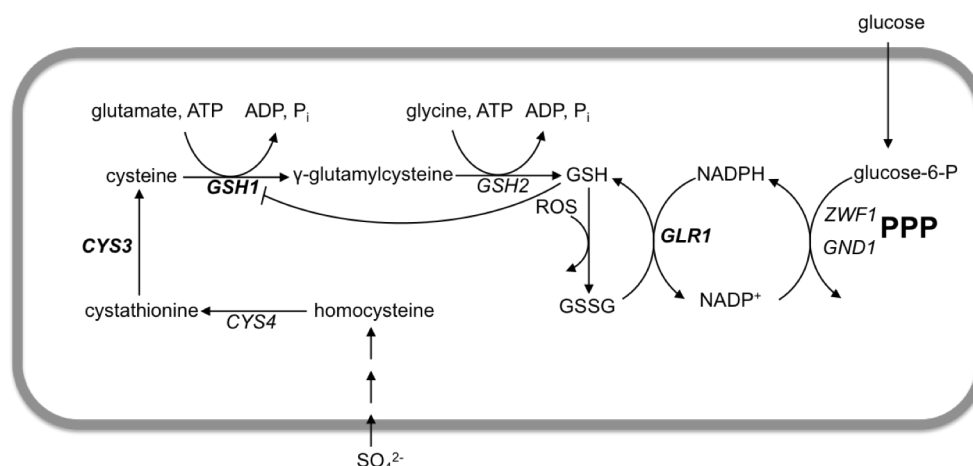 glucose
glutamate, ATP ADP, Pi
glycine, ATP ADP, Pi
cysteine
GSH1
γ-glutamylcysteine
GSH2
GSH
NADPH
glucose-6-P
ROS
ZWF1
PPP
CYS3
GLR1
GND1
cystathionine
CYS4
homocysteine
GSSG
NADP+
SO42-